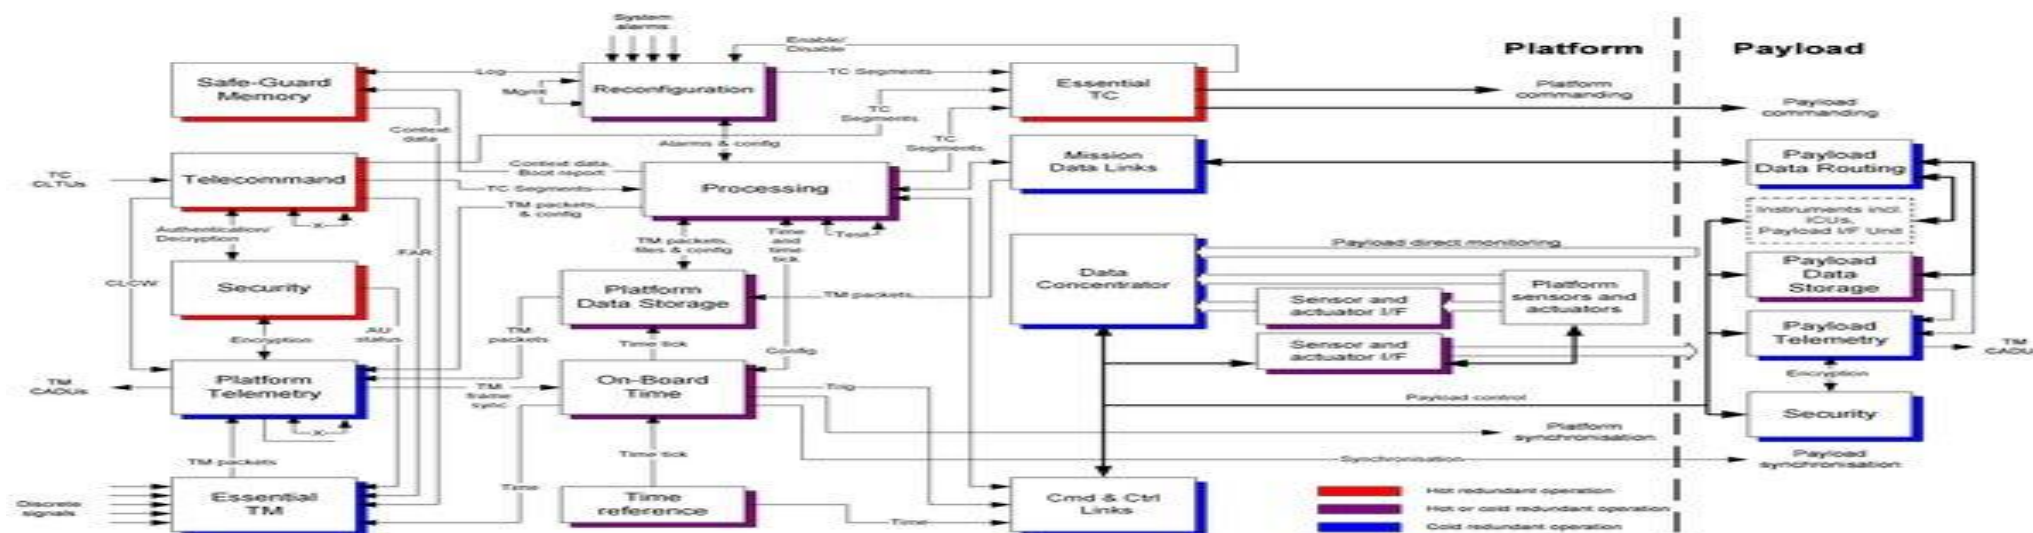 System
alarms
Enable/
Disable
Platform
Payload
Safe-Guard
Memory
Log
Mgmt
Reconfiguration
TC Segments
Essential
TC
Platform
commanding
Payload
commanding
Context
data
TC
Segments
TC
Segments
Alarms & config
TC
CLTUs
Telecommand
Context data,
Boot report
TC Segments
TM packets
& config
Processing
Mission
Data Links
Payload
Data Routing
X
Authentication/
Decryption
FAR
TM packets,
files & config
Time
and
time
tick
Test
Instruments incl.
ICUs,
Payload I/F Unit
Payload direct monitoring
CLCW
Security
Platform
Data Storage
TM packets
Data
Concentrator
Sensor and
actuator I/F
Platform
sensors and
actuators
Payload
Data
Storage
Encryption
AU
status
TM
packets
Time tick
Config
Sensor and
actuator I/F
Payload
Telemetry
TM
CADUs
TM
CADUs
Platform
Telemetry
TM
frame
sync
On-Board
Time
Trig
Encryption
Payload control
Security
X
Platform
synchronisation
TM packets
Time tick
Synchronisation
Payload
synchronisation
Discrete
signals
Essential
TM
Time
Time
reference
Time
Cmd & Ctrl
Links
Hot redundant operation
Hot or cold redundant operation
Cold redundant operation